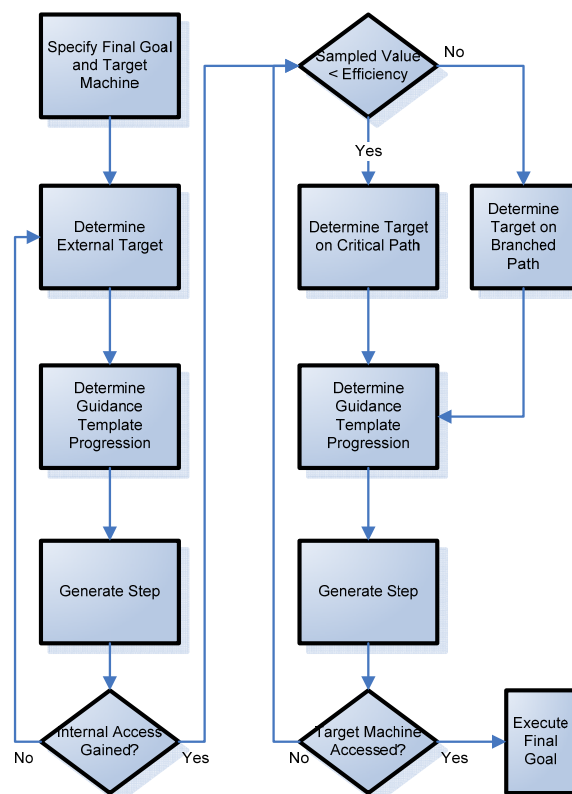 Specify Final Goal
and Target
Machine
Determine
External Target
Determine
Guidance
Template
Progression
Generate Step
Internal Access
Gained?
No
Yes
Sampled Value
< Efficiency
No
Yes
Determine Target
on Critical Path
Determine
Target on
Branched
Path
Determine
Guidance
Template
Progression
Generate Step
Target Machine
Accessed?
No
Yes
Execute
Final
Goal